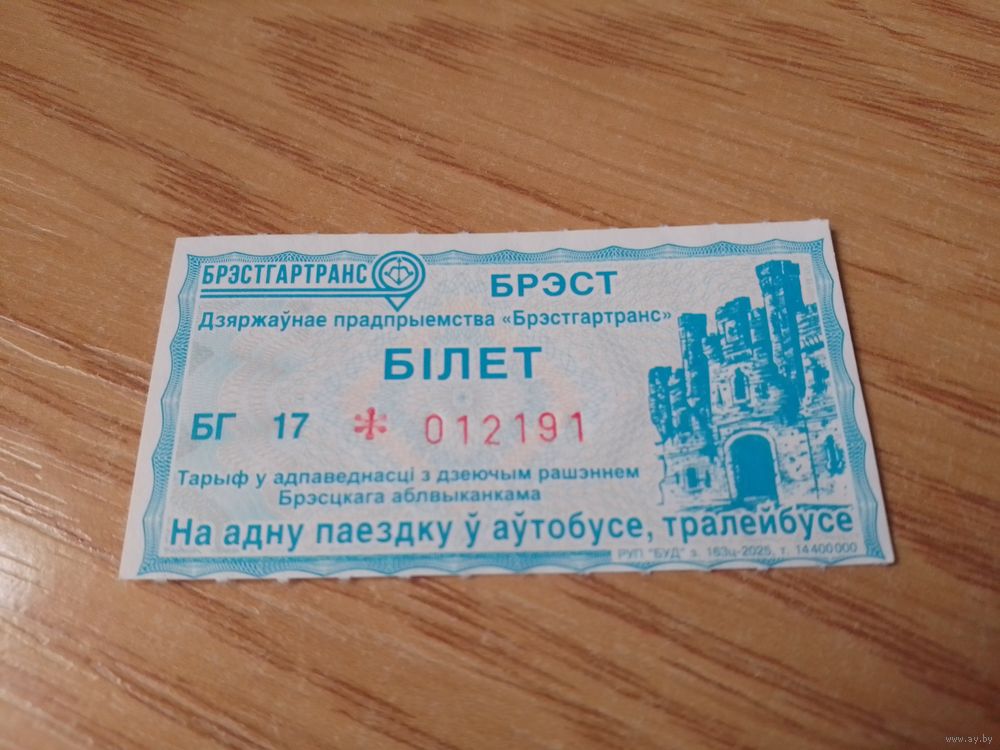 БРЭСТГАРТРАНС
БРЭСТ
Дзяржаўнае прадпрыемства «Брэстгартранс»
БІЛЕТ
БГ 17 * 012191
Тарыф у адпаведнасці з дзеючым рашэннем
Брэсцкага аблвыканкама
На адну паездку ў аўтобусе, тралейбусе
РУП "БУД" з. 163ц-2025, т. 14400000
www.ay.by